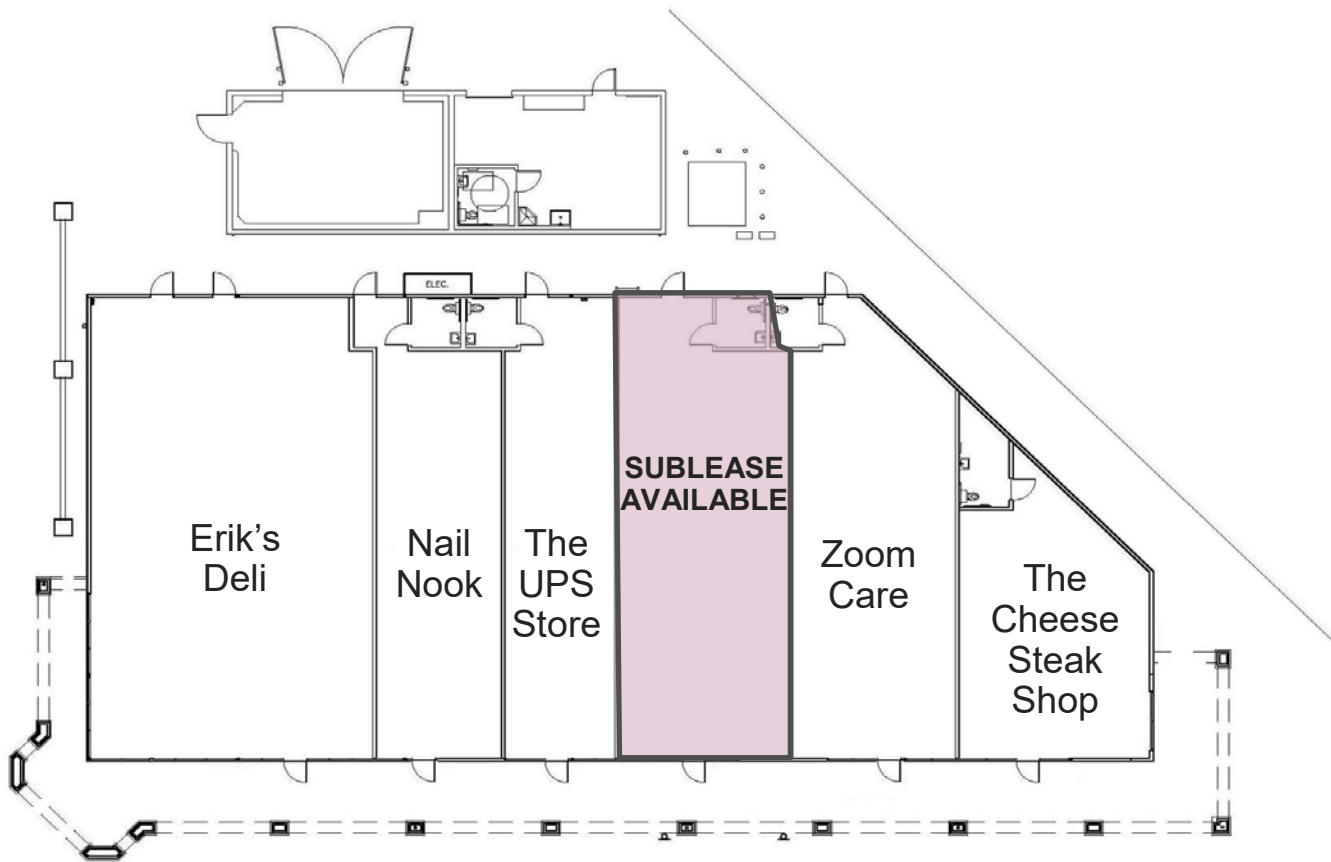 ELEC.
SUBLEASE
AVAILABLE
Erik’s
Deli
Nail
Nook
The
UPS
Store
Zoom
Care
The
Cheese
Steak
Shop